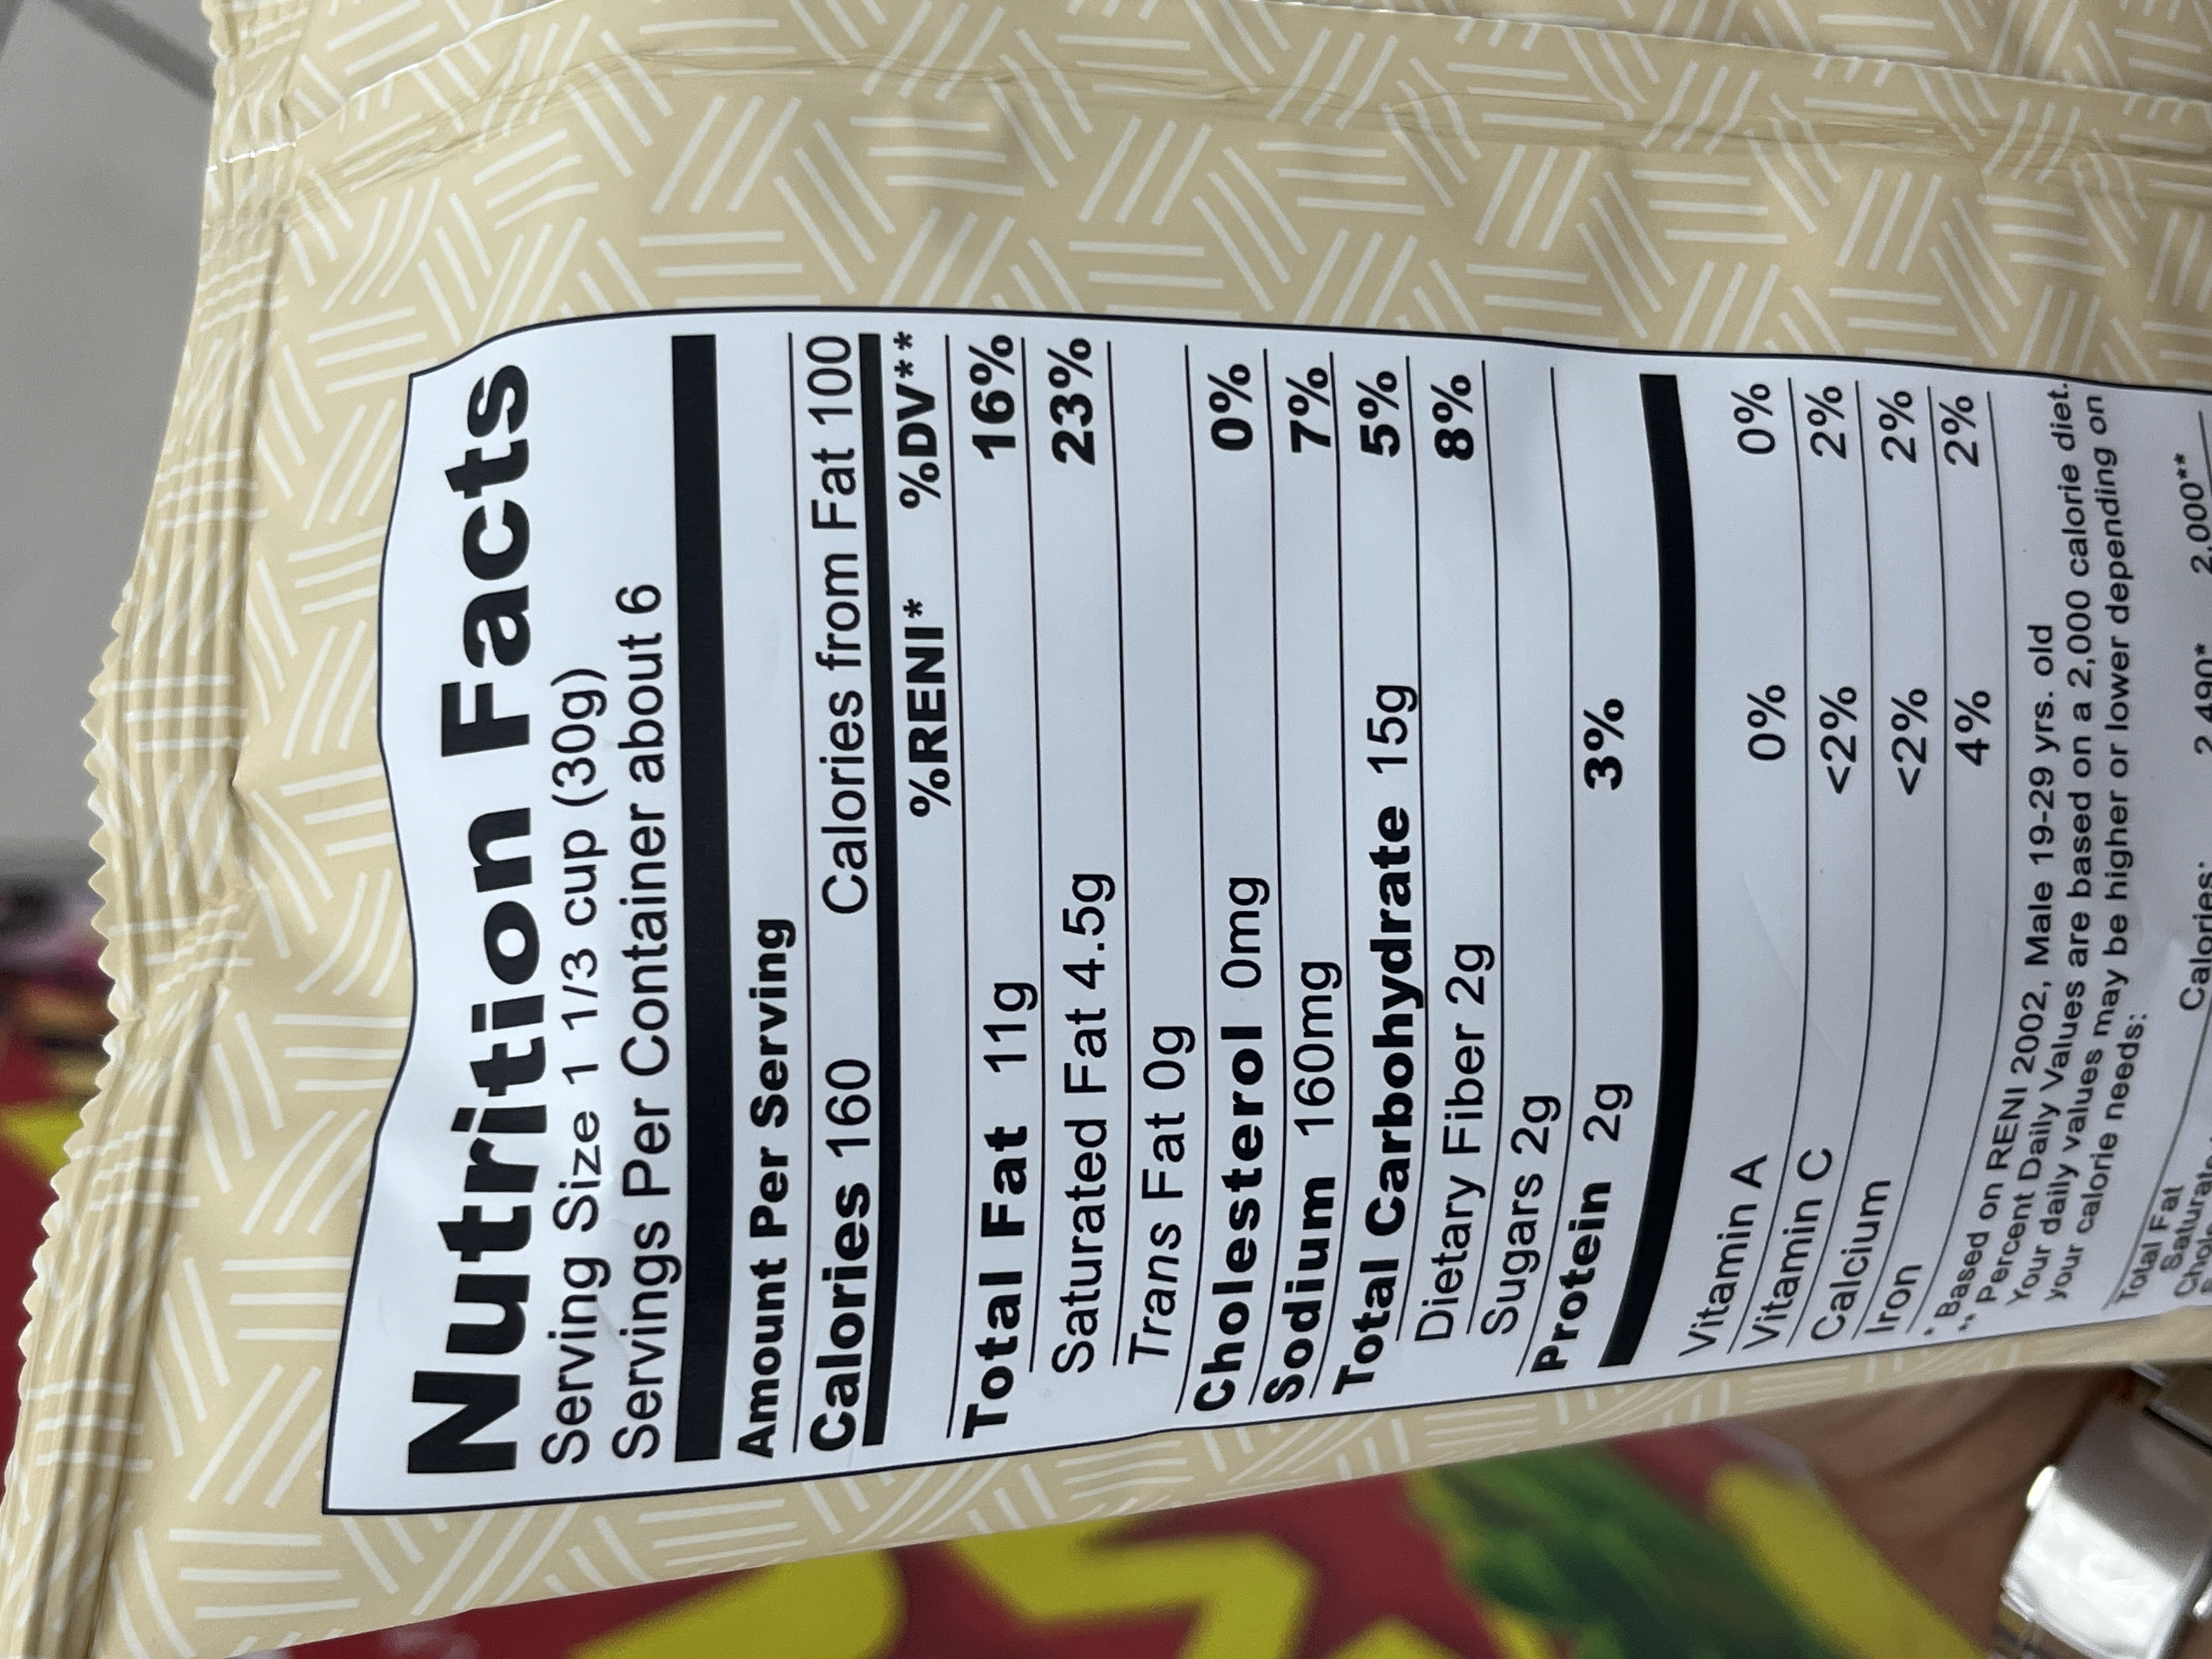 Nutrition Facts
Serving Size 1 1/3 cup (30g)
Servings Per Container about 6
Amount Per Serving
Calories 160 Calories from Fat 100
%RENI* %DV**
Total Fat 11g 16%
Saturated Fat 4.5g 23%
Trans Fat 0g
Cholesterol 0mg 0%
Sodium 160mg 7%
Total Carbohydrate 15g 5%
Dietary Fiber 2g 8%
Sugars 2g
Protein 2g 3%
Vitamin A 0% 0%
Vitamin C <2% 2%
Calcium <2% 2%
Iron 4% 2%
* Based on RENI 2002, Male 19-29 yrs. old
** Percent Daily Values are based on a 2,000 calorie diet.
Your daily values may be higher or lower depending on
your calorie needs:
Calories: 2,490* 2,000**
Total Fat